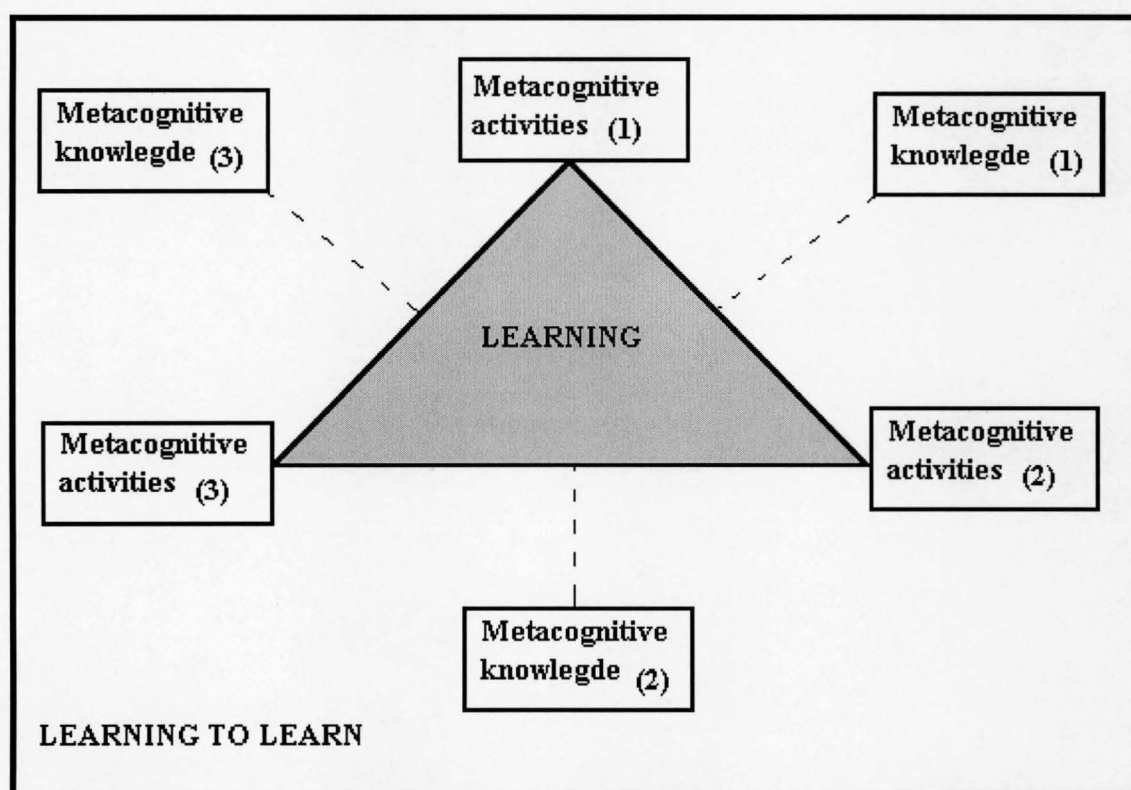 Metacognitive
activities (1)
Metacognitive
knowlegde (3)
Metacognitive
knowlegde (1)
LEARNING
Metacognitive
activities (3)
Metacognitive
activities (2)
Metacognitive
knowlegde (2)
LEARNING TO LEARN